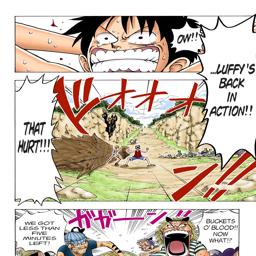 OW!!
...LUFFY'S
BACK
IN
ACTION!!
THAT
HURT!!!
ドオオオン!!
WE GOT
LESS THAN
FIVE
MINUTES
LEFT!
ガガーーン!!
BUCKETS
O' BLOOD!!
NOW
WHAT!?